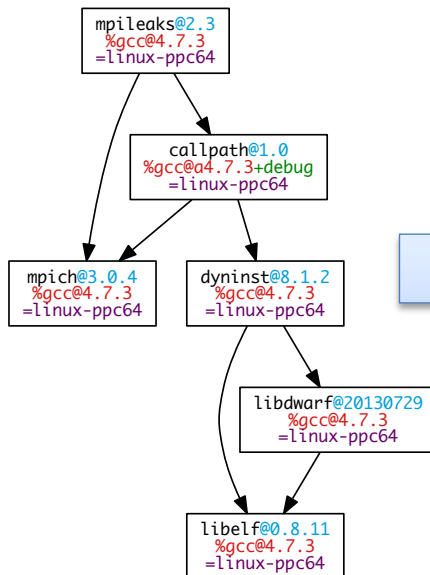 mpileaks@2.3
%gcc@4.7.3
=linux-ppc64
callpath@1.0
%gcc@a4.7.3+debug
=linux-ppc64
mpich@3.0.4
%gcc@4.7.3
=linux-ppc64
dyninst@8.1.2
%gcc@4.7.3
=linux-ppc64
libdwarf@20130729
%gcc@4.7.3
=linux-ppc64
libelf@0.8.11
%gcc@4.7.3
=linux-ppc64